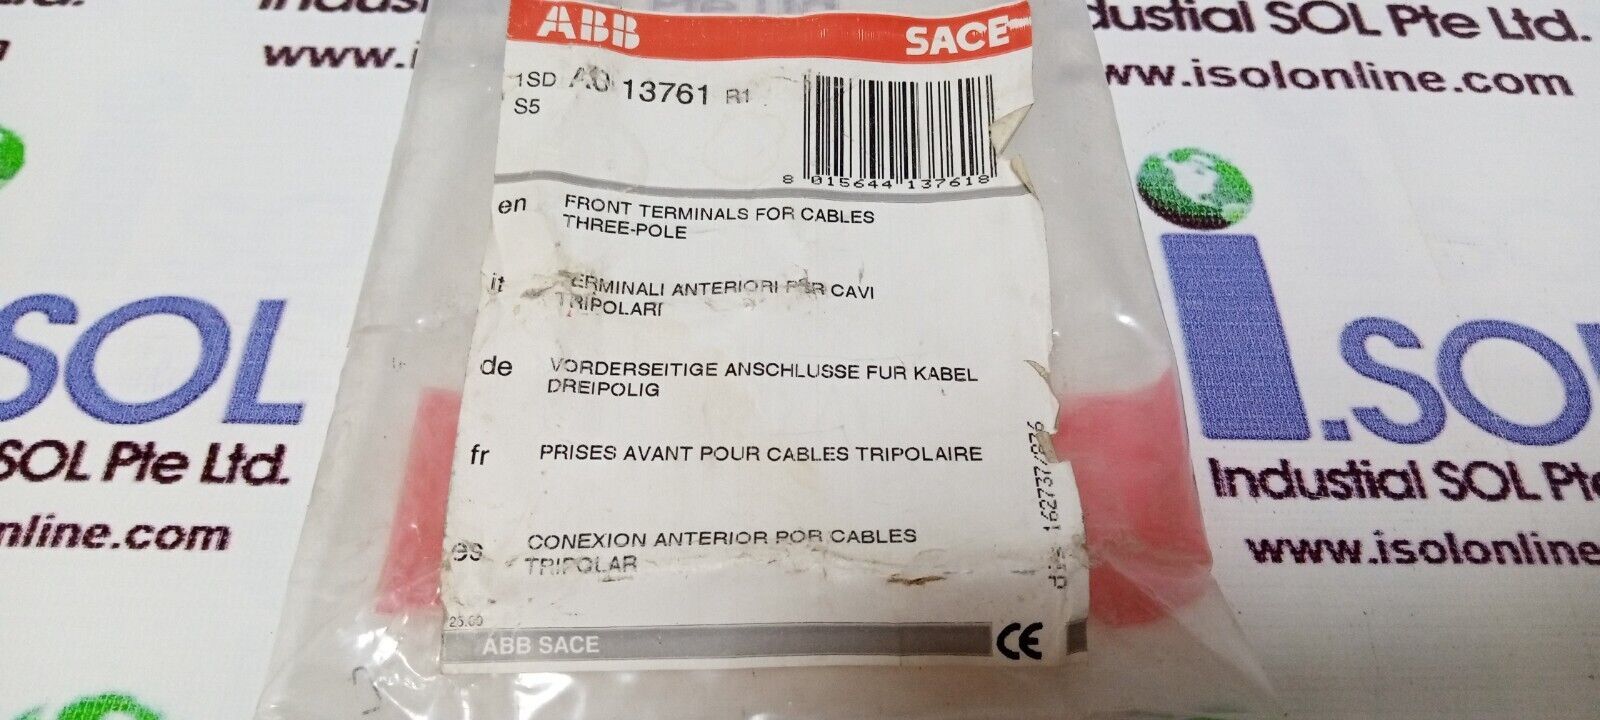 Industial SOL Pte Ltd.
ABB SACE
www.isolonline.com
1SD A0 13761 R1
S5
8 015644 137618
en FRONT TERMINALS FOR CABLES
THREE-POLE
it TERMINALI ANTERIORI PER CAVI
TRIPOLARI
de VORDERSEITIGE ANSCHLUSSE FUR KABEL
DREIPOLIG
fr PRISES AVANT POUR CABLES TRIPOLAIRE
es CONEXION ANTERIOR POR CABLES
TRIPOLAR
ABB SACE CE
dis
SOL
SOL Pte Ltd.
nline.com
i.SO
Industial SOL Pte
www.isolonline